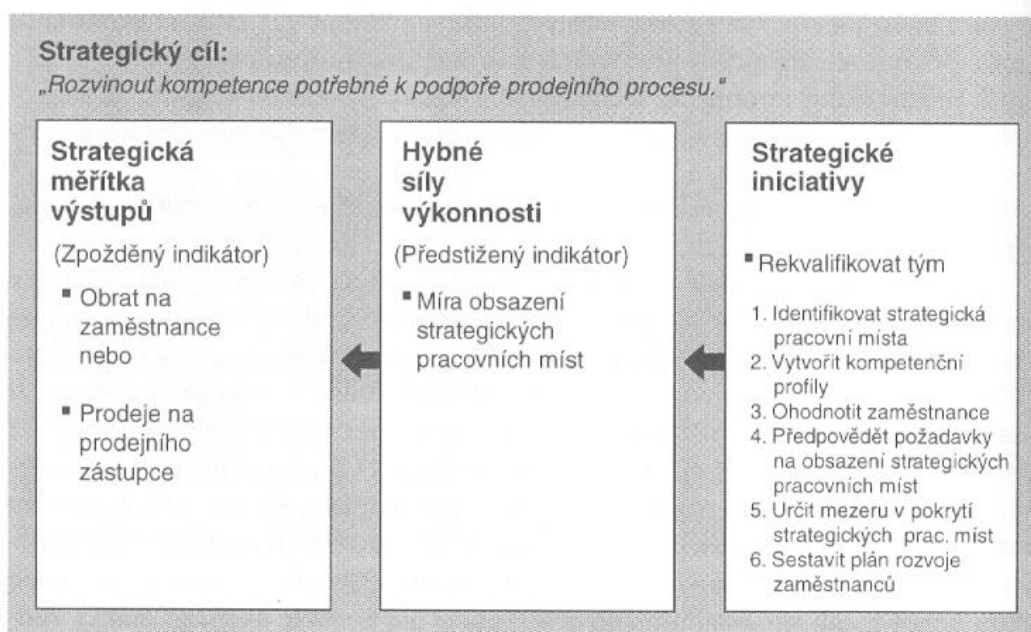 Strategický cíl:
„Rozvinout kompetence potřebné k podpoře prodejního procesu.“
Strategická
měřítka
výstupů
(Zpožděný indikátor)
▪ Obrat na
zaměstnance
nebo
▪ Prodeje na
prodejního
zástupce
Hybné
síly
výkonnosti
(Předstižený indikátor)
▪ Míra obsazení
strategických
pracovních míst
Strategické
iniciativy
▪ Rekvalifikovat tým
1. Identifikovat strategická
pracovní místa
2. Vytvořit kompetenční
profily
3. Ohodnotit zaměstnance
4. Předpovědět požadavky
na obsazení strategických
pracovních míst
5. Určit mezeru v pokrytí
strategických prac. míst
6. Sestavit plán rozvoje
zaměstnanců